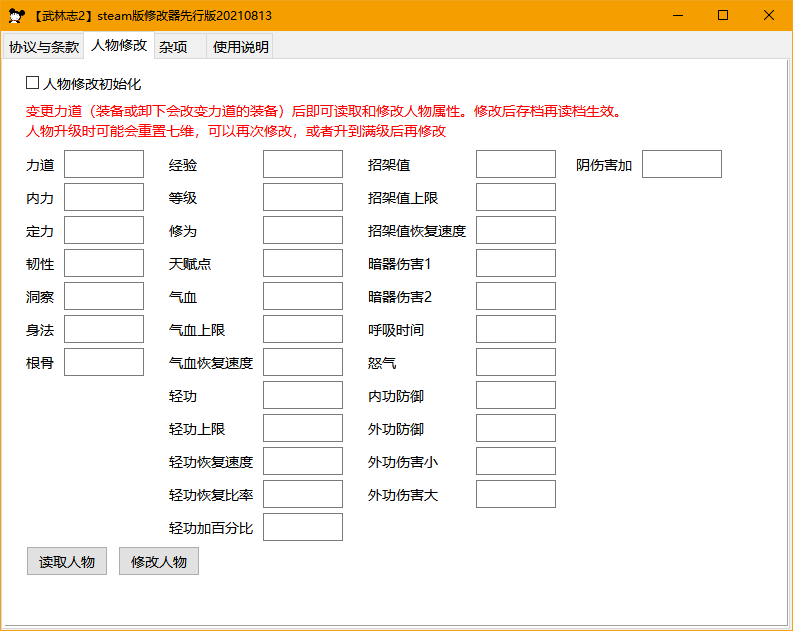 【武林志2】steam版修改器先行版20210813
协议与条款 人物修改 杂项 使用说明
人物修改初始化
变更力道（装备或卸下会改变力道的装备）后即可读取和修改人物属性。修改后存档再读档生效。
人物升级时可能会重置七维，可以再次修改，或者升到满级后再修改
力道 经验 招架值 阴伤害加
内力 等级 招架值上限
定力 修为 招架值恢复速度
韧性 天赋点 暗器伤害1
洞察 气血 暗器伤害2
身法 气血上限 呼吸时间
根骨 气血恢复速度 怒气
轻功 内功防御
轻功上限 外功防御
轻功恢复速度 外功伤害小
轻功恢复比率 外功伤害大
轻功加百分比
读取人物 修改人物